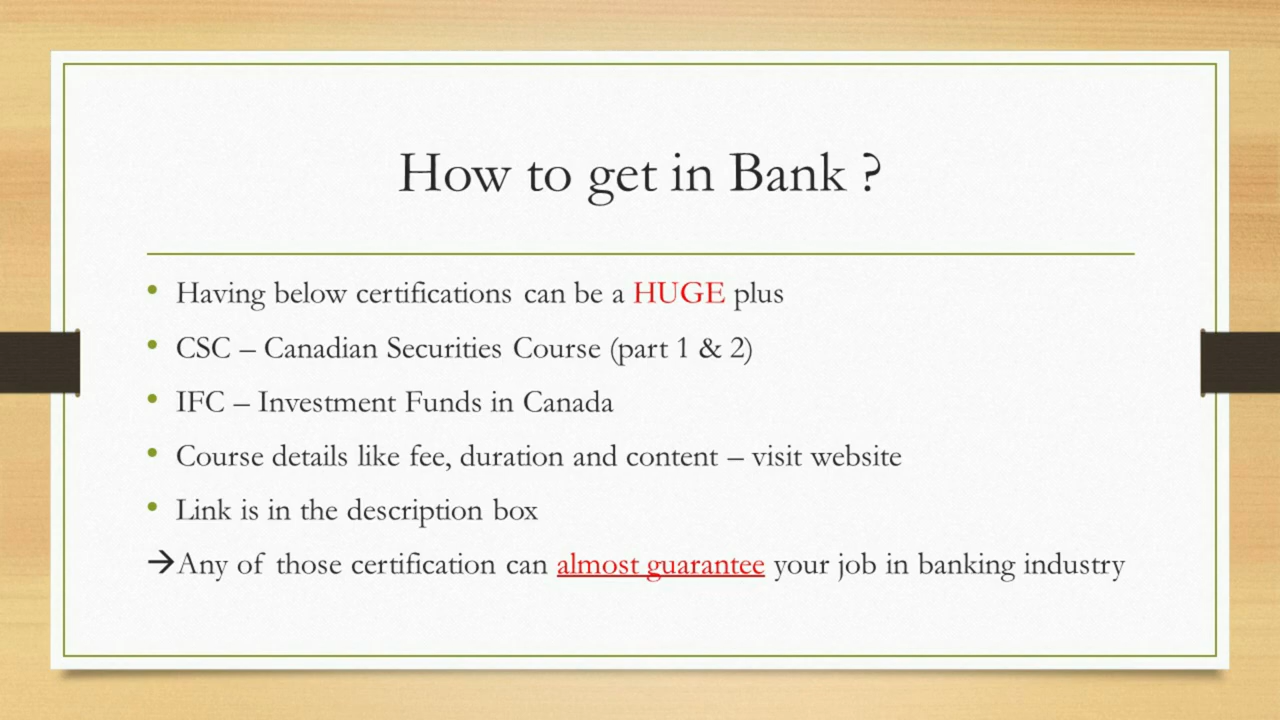 How to get in Bank ?
• Having below certifications can be a HUGE plus
• CSC – Canadian Securities Course (part 1 & 2)
• IFC – Investment Funds in Canada
• Course details like fee, duration and content – visit website
• Link is in the description box
→Any of those certification can almost guarantee your job in banking industry